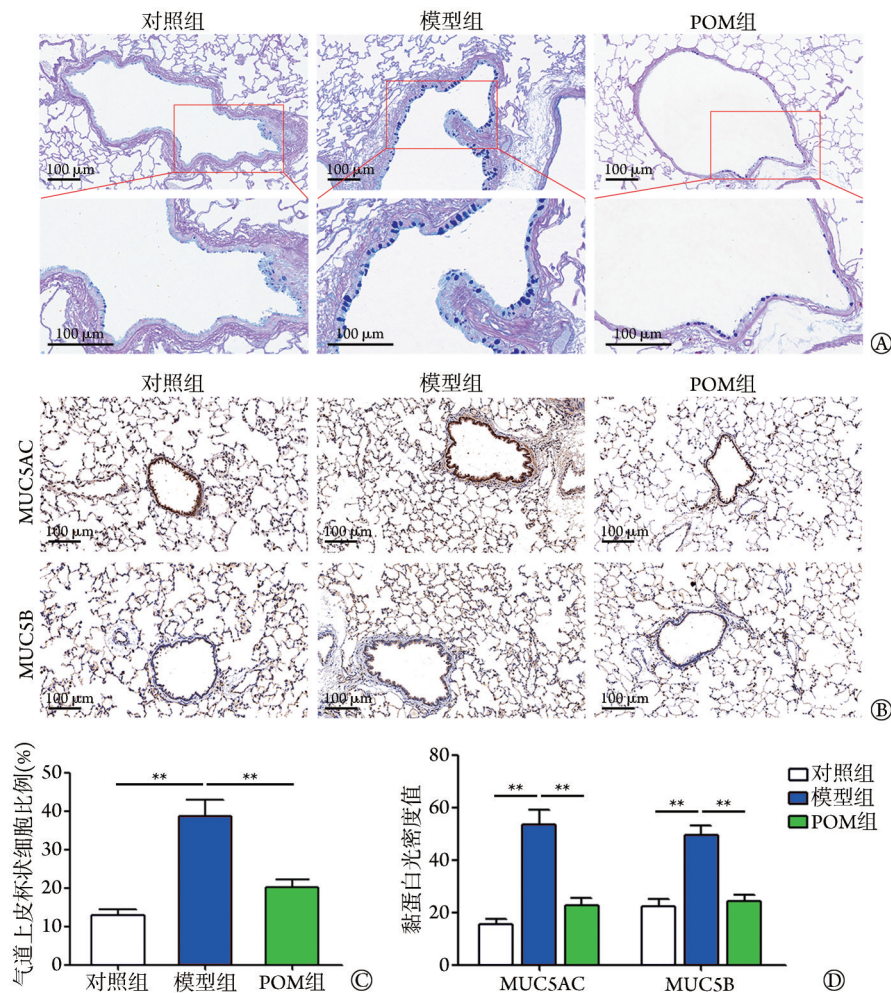 对照组 模型组 POM组
100 μm 100 μm 100 μm
100 μm 100 μm 100 μm
Ⓐ
对照组 模型组 POM组
MUC5AC
100 μm 100 μm 100 μm
MUC5B
100 μm 100 μm 100 μm
Ⓑ
气道上皮杯状细胞比例(%)
50
40
30
20
10
0
** **
对照组 模型组 POM组
Ⓒ
黏蛋白光密度值
80
60
40
20
0
** **
** **
MUC5AC MUC5B
对照组
模型组
POM组
Ⓓ